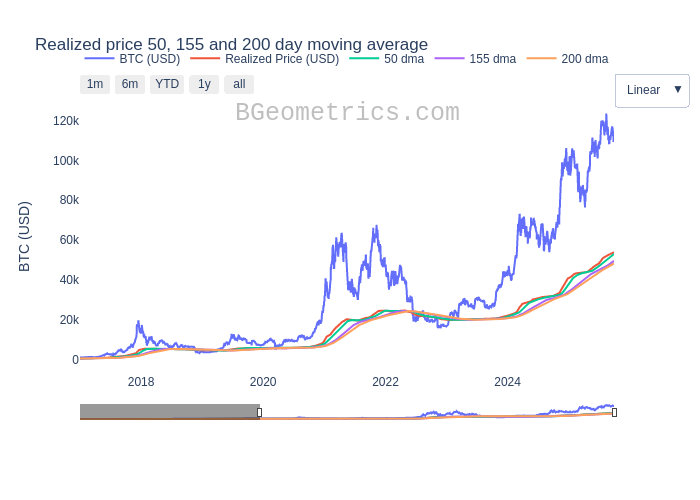 Realized price 50, 155 and 200 day moving average
BTC (USD) Realized Price (USD) 50 dma 155 dma 200 dma
1m 6m YTD 1y all
Linear ▼
BGeometrics.com
BTC (USD)
120k
100k
80k
60k
40k
20k
0
2018 2020 2022 2024